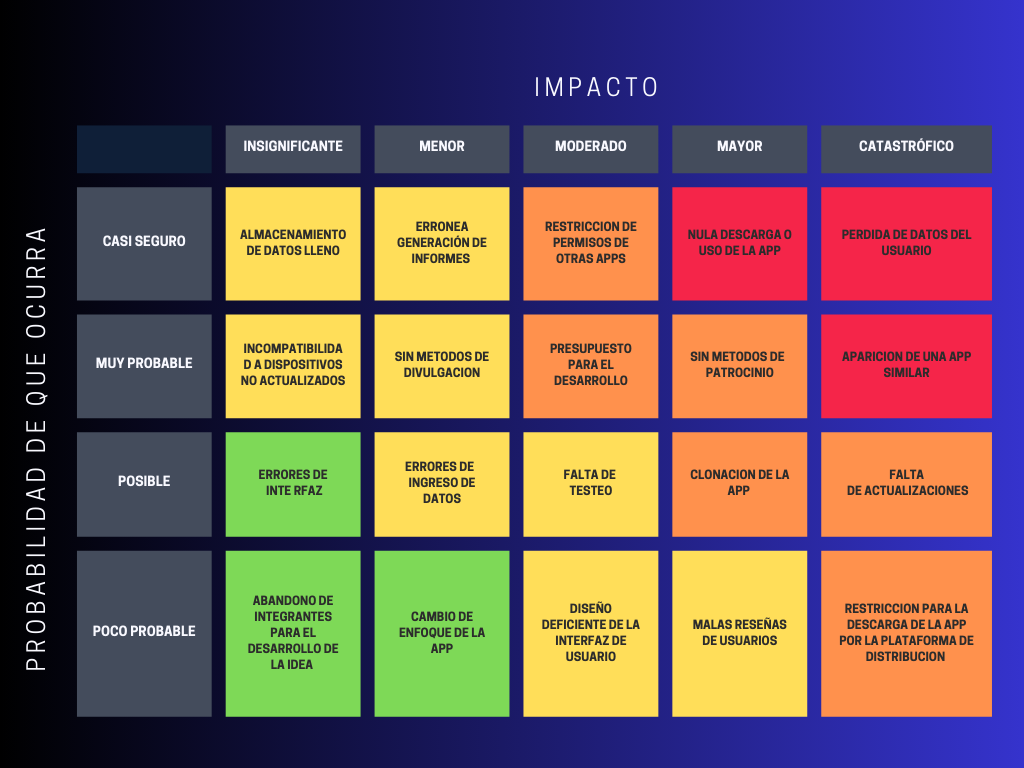 IMPACTO
PROBABILIDAD DE QUE OCURRA
INSIGNIFICANTE
MENOR
MODERADO
MAYOR
CATASTRÓFICO
CASI SEGURO
ALMACENAMIENTO
DE DATOS LLENO
ERRONEA
GENERACIÓN DE
INFORMES
RESTRICCION DE
PERMISOS DE
OTRAS APPS
NULA DESCARGA O
USO DE LA APP
PERDIDA DE DATOS DEL
USUARIO
MUY PROBABLE
INCOMPATIBILIDA
D A DISPOSITIVOS
NO ACTUALIZADOS
SIN METODOS DE
DIVULGACION
PRESUPUESTO
PARA EL
DESARROLLO
SIN METODOS DE
PATROCINIO
APARICION DE UNA APP
SIMILAR
POSIBLE
ERRORES DE
INTE RFAZ
ERRORES DE
INGRESO DE
DATOS
FALTA DE
TESTEO
CLONACION DE LA
APP
FALTA
DE ACTUALIZACIONES
POCO PROBABLE
ABANDONO DE
INTEGRANTES
PARA EL
DESARROLLO DE
LA IDEA
CAMBIO DE
ENFOQUE DE LA
APP
DISEÑO
DEFICIENTE DE LA
INTERFAZ DE
USUARIO
MALAS RESEÑAS
DE USUARIOS
RESTRICCION PARA LA
DESCARGA DE LA APP
POR LA PLATAFORMA DE
DISTRIBUCION